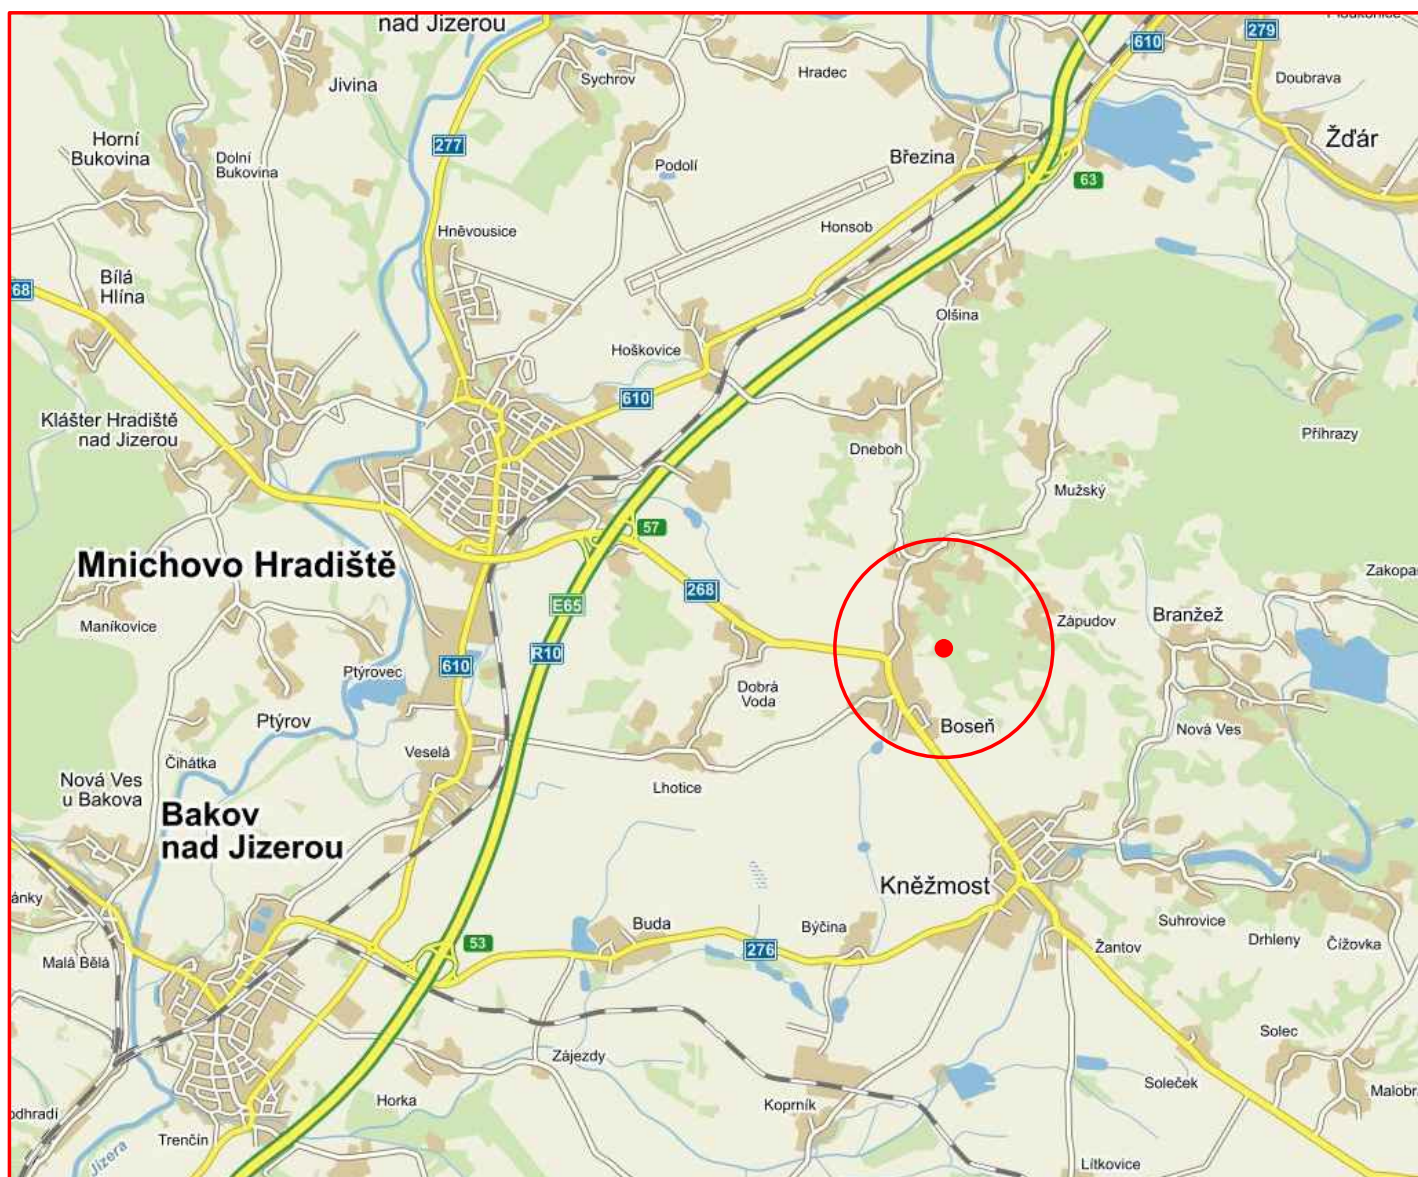 nad Jizerou
610
279
Doubrava
Sychrov
Hradec
Jivina
Horní
Bukovina
Dolní
Bukovina
277
Podolí
Březina
Žďár
63
Hněvousice
Honsob
Bílá
Hlína
68
Olšina
Hoškovice
610
Klášter Hradiště
nad Jizerou
Dneboh
Příhrazy
Mužský
57
Mnichovo Hradiště
268
E65
R10
Zakopa
Maníkovice
Zápudov
Branžež
Ptýrovec
610
Dobrá
Voda
Ptýrov
Boseň
Nová Ves
Veselá
Čihátka
Nová Ves
u Bakova
Lhotice
Bakov
nad Jizerou
Kněžmost
ánky
Buda
Býčina
Suhrovice
Drhleny
Čížovka
Žantov
276
53
Malá Bělá
Zájezdy
Solec
Soleček
Malobr
Horka
Koprník
odhradí
Trenčín
Jizera
Lítkovice